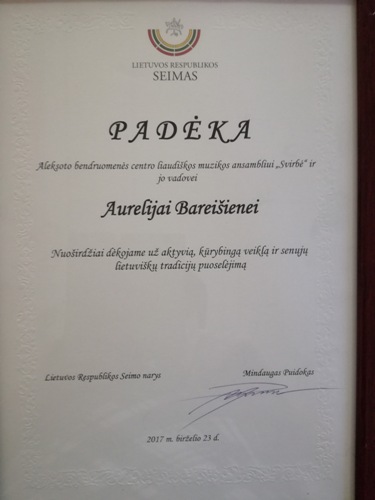 LIETUVOS RESPUBLIKOS
SEIMAS
PADĖKA
Aleksoto bendruomenės centro liaudiškos muzikos ansambliui „Svirbė“ ir
jo vadovei
Aurelijai Bareišienei
Nuoširdžiai dėkojame už aktyvią, kūrybingą veiklą ir senųjų
lietuviškų tradicijų puoselėjimą
Lietuvos Respublikos Seimo narys
Mindaugas Puidokas
2017 m. birželio 23 d.